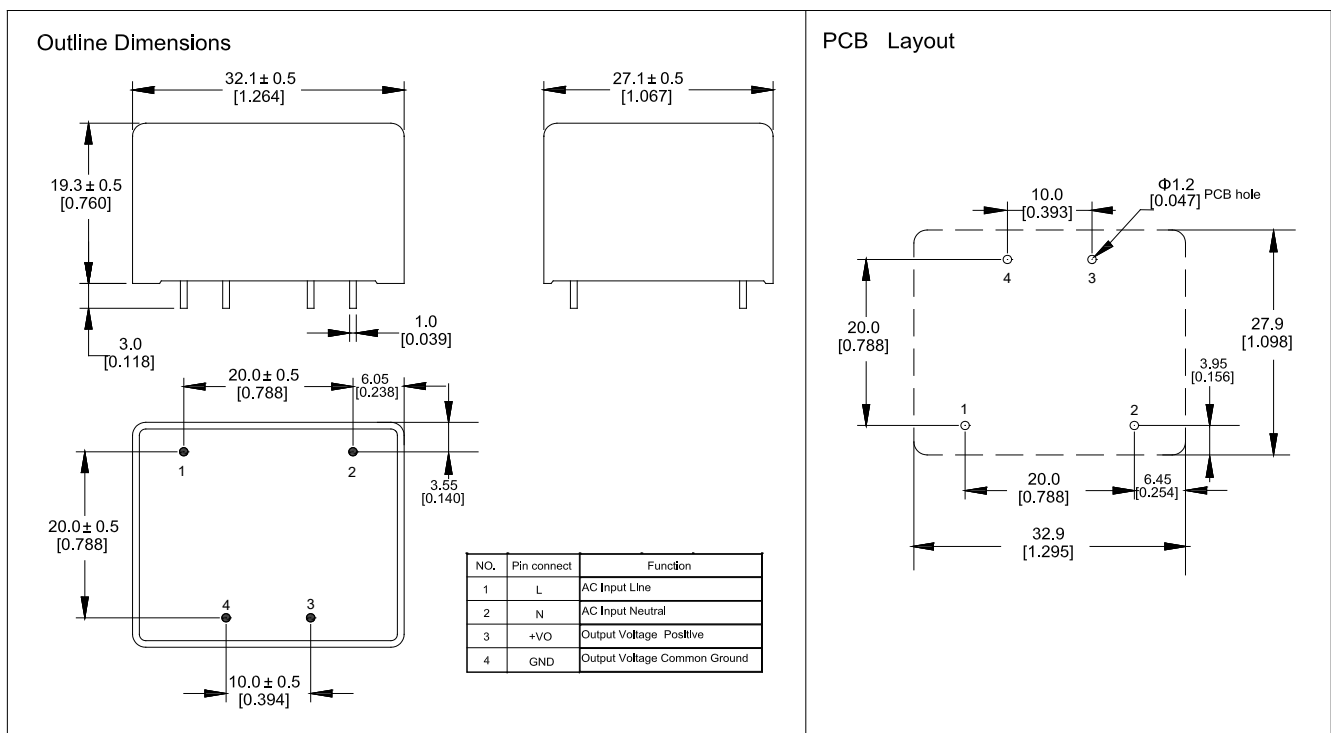 Outline Dimensions
32.1 ± 0.5
[1.264]
27.1 ± 0.5
[1.067]
19.3 ± 0.5
[0.760]
3.0
[0.118]
1.0
[0.039]
20.0 ± 0.5
[0.788]
6.05
[0.238]
1
2
3.55
[0.140]
20.0 ± 0.5
[0.788]
4
3
10.0 ± 0.5
[0.394]
NO. Pin connect Function
1 L AC Input Line
2 N AC Input Neutral
3 +VO Output Voltage Positive
4 GND Output Voltage Common Ground
PCB Layout
10.0
[0.393]
Φ1.2
[0.047] PCB hole
4
3
20.0
[0.788]
27.9
[1.098]
3.95
[0.156]
1
2
20.0
[0.788]
6.45
[0.254]
32.9
[1.295]